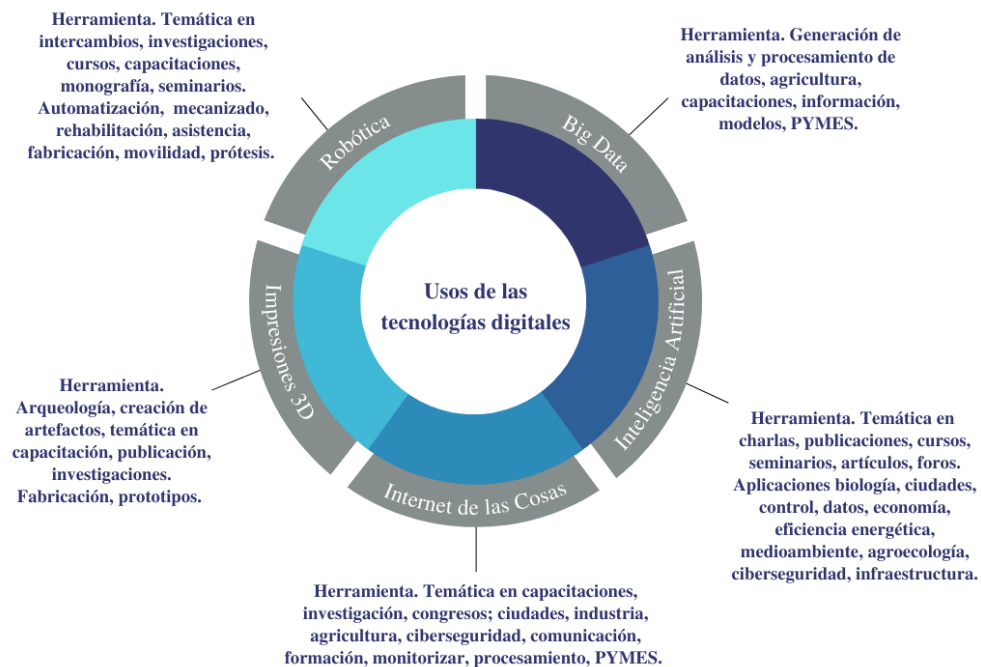 Herramienta. Temática en
intercambios, investigaciones,
cursos, capacitaciones,
monografía, seminarios.
Automatización, mecanizado,
rehabilitación, asistencia,
fabricación, movilidad, prótesis.
Herramienta. Generación de
análisis y procesamiento de
datos, agricultura,
capacitaciones, información,
modelos, PYMES.
Robótica
Big Data
Usos de las
tecnologías digitales
Impresiones 3D
Inteligencia Artificial
Internet de las Cosas
Herramienta.
Arqueología, creación de
artefactos, temática en
capacitación, publicación,
investigaciones.
Fabricación, prototipos.
Herramienta. Temática en
charlas, publicaciones, cursos,
seminarios, artículos, foros.
Aplicaciones biología, ciudades,
control, datos, economía,
eficiencia energética,
medioambiente, agroecología,
ciberseguridad, infraestructura.
Herramienta. Temática en capacitaciones,
investigación, congresos; ciudades, industria,
agricultura, ciberseguridad, comunicación,
formación, monitorizar, procesamiento, PYMES.